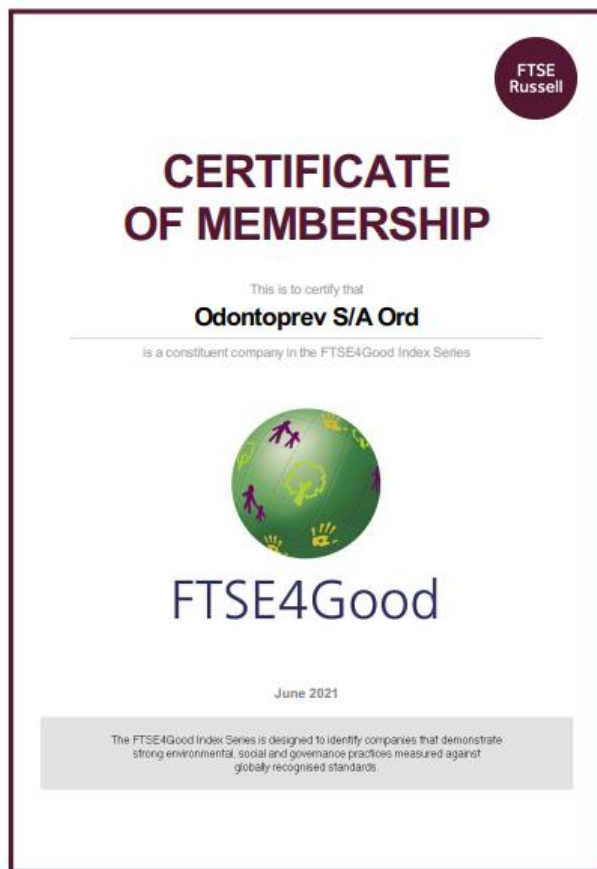 FTSE
Russell
CERTIFICATE
OF MEMBERSHIP
This is to certify that
Odontoprev S/A Ord
is a constituent company in the FTSE4Good Index Series
FTSE4Good
June 2021
The FTSE4Good Index Series is designed to identify companies that demonstrate
strong environmental, social and governance practices measured against
globally recognised standards.